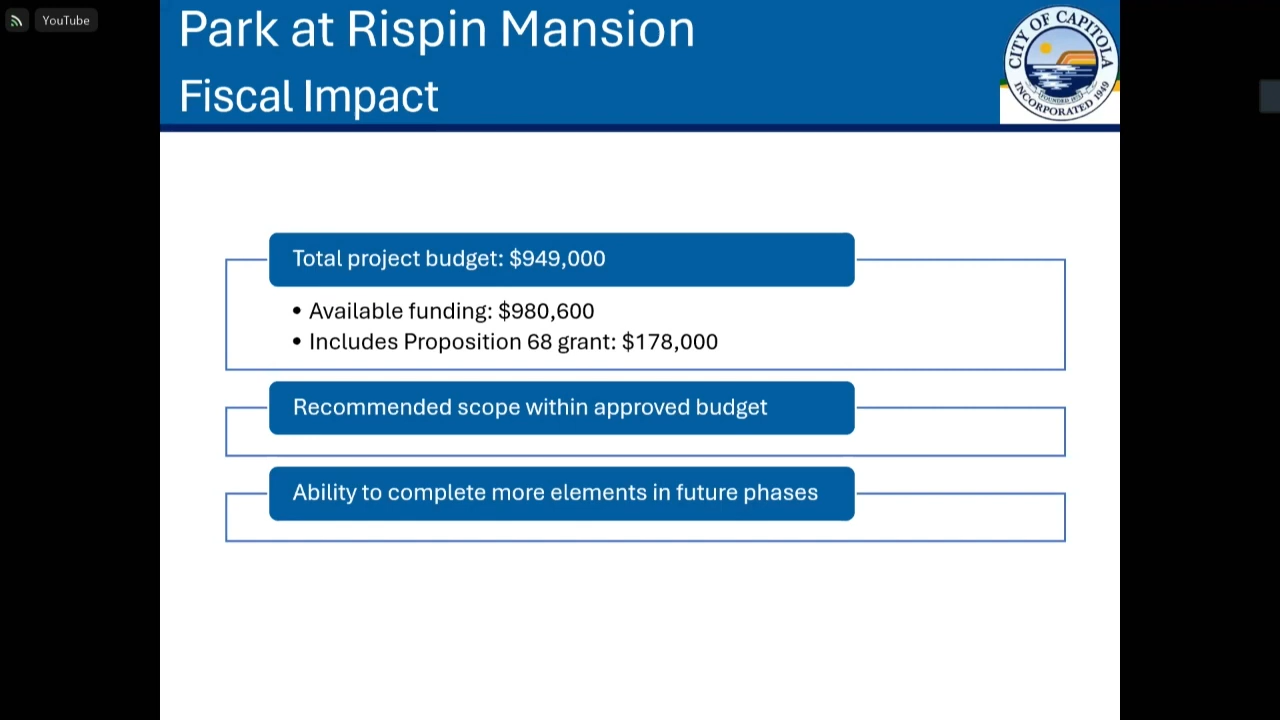 YouTube
Park at Rispin Mansion
Fiscal Impact
CITY OF CAPITOLA
INCORPORATED 1949
Total project budget: $949,000
• Available funding: $980,600
• Includes Proposition 68 grant: $178,000
Recommended scope within approved budget
Ability to complete more elements in future phases